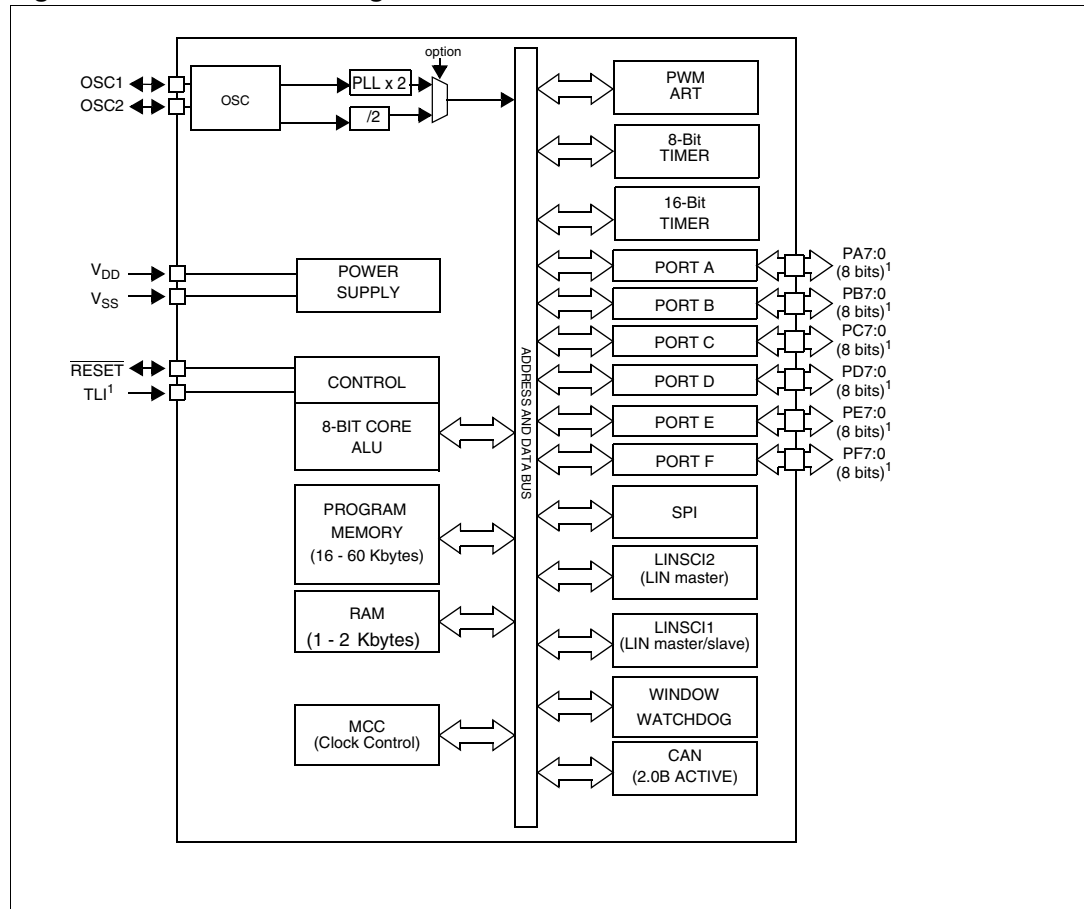 option
OSC1
OSC2
OSC
PLL x 2
/2
VDD
VSS
POWER
SUPPLY
RESET
TLI¹
CONTROL
8-BIT CORE
ALU
PROGRAM
MEMORY
(16 - 60 Kbytes)
RAM
(1 - 2 Kbytes)
MCC
(Clock Control)
ADDRESS AND DATA BUS
PWM
ART
8-Bit
TIMER
16-Bit
TIMER
PORT A
PA7:0
(8 bits)¹
PORT B
PB7:0
(8 bits)¹
PORT C
PC7:0
(8 bits)¹
PORT D
PD7:0
(8 bits)¹
PORT E
PE7:0
(8 bits)¹
PORT F
PF7:0
(8 bits)¹
SPI
LINSCI2
(LIN master)
LINSCI1
(LIN master/slave)
WINDOW
WATCHDOG
CAN
(2.0B ACTIVE)